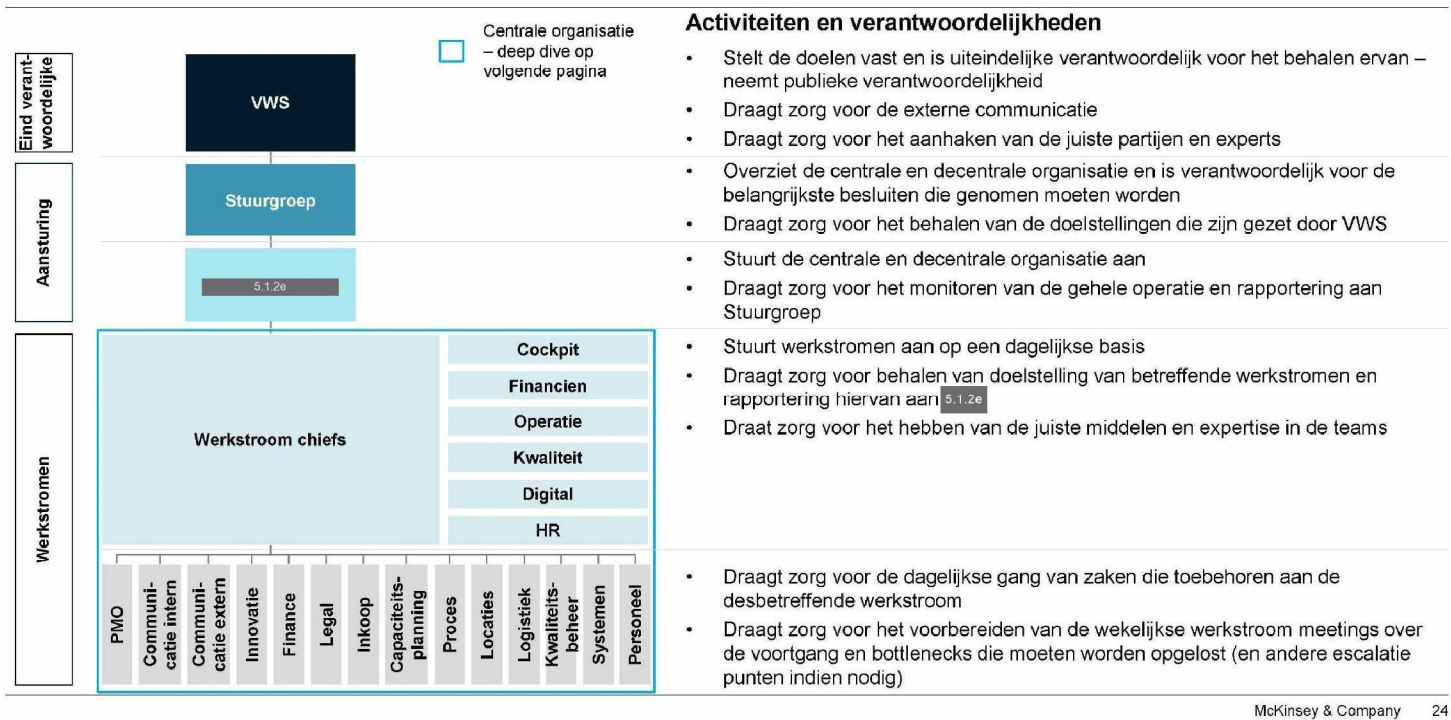 Centrale organisatie
– deep dive op
volgende pagina
Activiteiten en verantwoordelijkheden
Eind verant-
woordelijke
VWS
• Stelt de doelen vast en is uiteindelijke verantwoordelijk voor het behalen ervan –
neemt publieke verantwoordelijkheid
• Draagt zorg voor de externe communicatie
• Draagt zorg voor het aanhaken van de juiste partijen en experts
Aansturing
Stuurgroep
• Overziet de centrale en decentrale organisatie en is verantwoordelijk voor de
belangrijkste besluiten die genomen moeten worden
• Draagt zorg voor het behalen van de doelstellingen die zijn gezet door VWS
5.1.2e
• Stuurt de centrale en decentrale organisatie aan
• Draagt zorg voor het monitoren van de gehele operatie en rapportering aan
Stuurgroep
Werkstromen
Werkstroom chiefs
Cockpit
Financien
Operatie
Kwaliteit
Digital
HR
• Stuurt werkstromen aan op een dagelijkse basis
• Draagt zorg voor behalen van doelstelling van betreffende werkstromen en
rapportering hiervan aan 5.1.2e
• Draat zorg voor het hebben van de juiste middelen en expertise in de teams
PMO
Communi-
catie intern
Communi-
catie extern
Innovatie
Finance
Legal
Inkoop
Capaciteits-
planning
Proces
Locaties
Logistiek
Kwaliteits-
beheer
Systemen
Personeel
• Draagt zorg voor de dagelijkse gang van zaken die toebehoren aan de
desbetreffende werkstroom
• Draagt zorg voor het voorbereiden van de wekelijkse werkstroom meetings over
de voortgang en bottlenecks die moeten worden opgelost (en andere escalatie
punten indien nodig)
McKinsey & Company 24